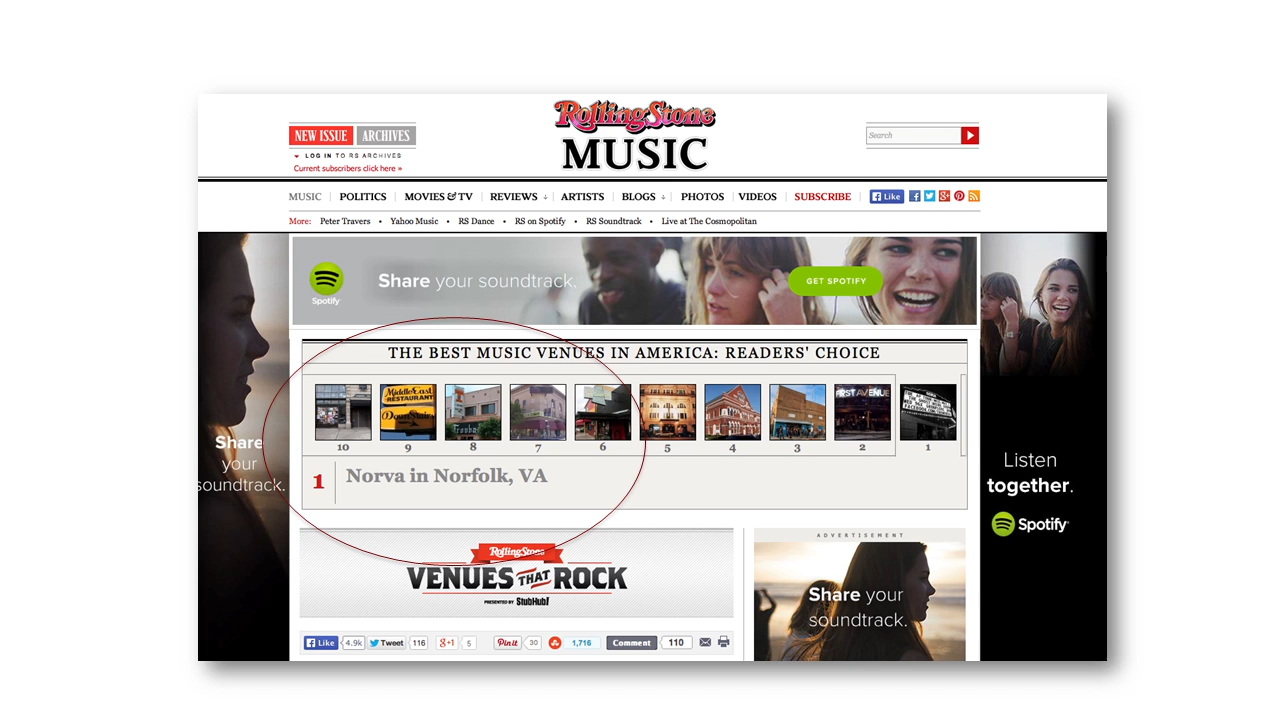 Rolling Stone
MUSIC
NEW ISSUE ARCHIVES
LOG IN TO RS ARCHIVES
Current subscribers click here »
Search
MUSIC POLITICS MOVIES & TV REVIEWS ARTISTS BLOGS PHOTOS VIDEOS SUBSCRIBE Like
More: Peter Travers • Yahoo Music • RS Dance • RS on Spotify • RS Soundtrack • Live at The Cosmopolitan
Spotify
Share your soundtrack.
GET SPOTIFY
THE BEST MUSIC VENUES IN AMERICA: READERS' CHOICE
Middle East
RESTAURANT
FIRST AVENUE
10 9 8 7 6 5 4 3 2 1
1 Norva in Norfolk, VA
Share
your
soundtrack.
Listen
together.
Spotify
Rolling Stone
VENUES THAT ROCK
PRESENTED BY StubHub!
ADVERTISEMENT
Share your
soundtrack.
Like 4.9k Tweet 116 g+1 5 Pin it 30 1,716 Comment 110